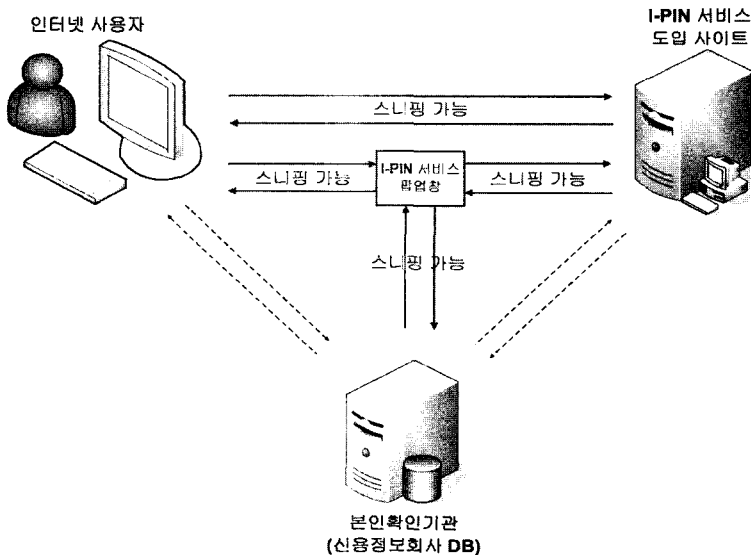 인터넷 사용자
I-PIN 서비스
도입 사이트
스니핑 가능
스니핑 가능
I-PIN 서비스
팝업창
스니핑 가능
스니핑 가능
본인확인기관
(신용정보회사 DB)